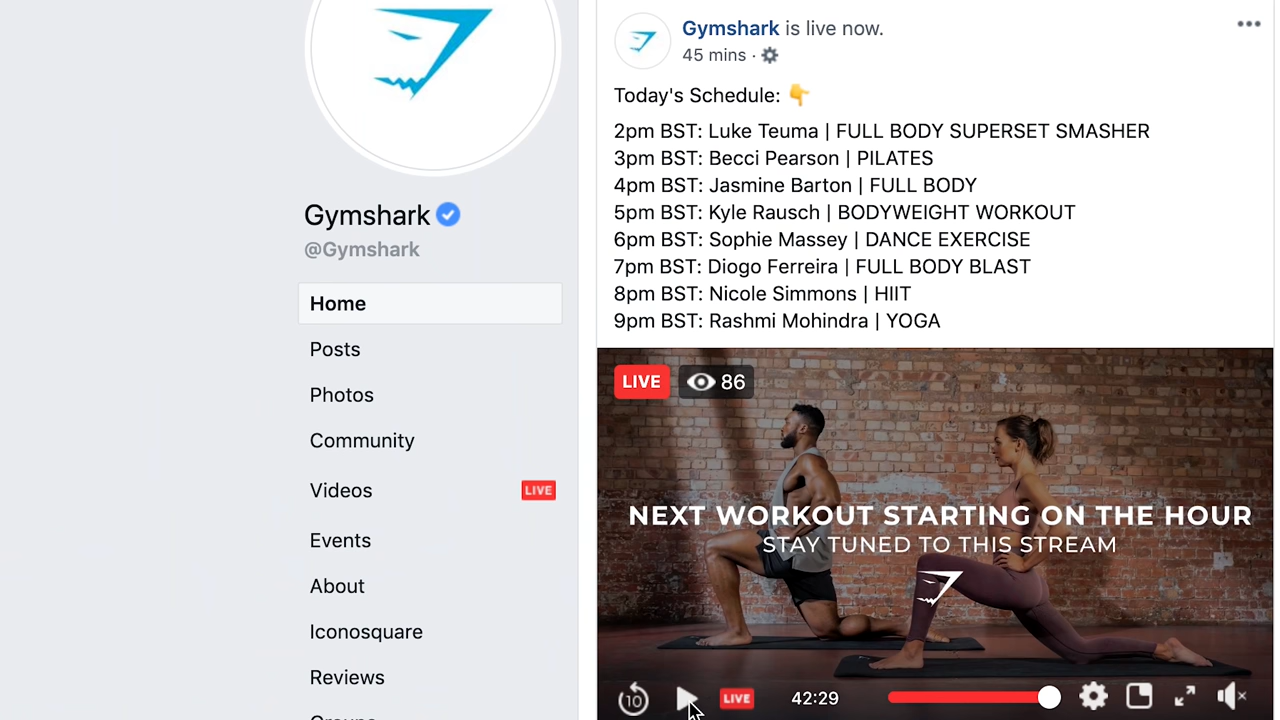 Gymshark
@Gymshark
Home
Posts
Photos
Community
Videos LIVE
Events
About
Iconosquare
Reviews
Gymshark is live now.
45 mins ·
Today's Schedule: 👇
2pm BST: Luke Teuma | FULL BODY SUPERSET SMASHER
3pm BST: Becci Pearson | PILATES
4pm BST: Jasmine Barton | FULL BODY
5pm BST: Kyle Rausch | BODYWEIGHT WORKOUT
6pm BST: Sophie Massey | DANCE EXERCISE
7pm BST: Diogo Ferreira | FULL BODY BLAST
8pm BST: Nicole Simmons | HIIT
9pm BST: Rashmi Mohindra | YOGA
LIVE 86
NEXT WORKOUT STARTING ON THE HOUR
STAY TUNED TO THIS STREAM
10 LIVE 42:29